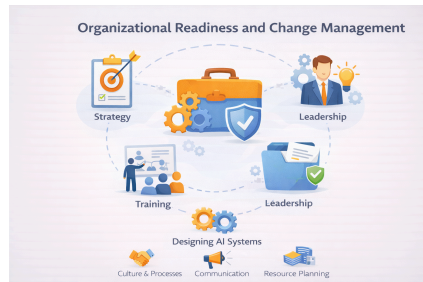 Organizational Readiness and Change Management
Strategy
Leadership
Training
Leadership
Designing AI Systems
Culture & Processes
Communication
Resource Planning